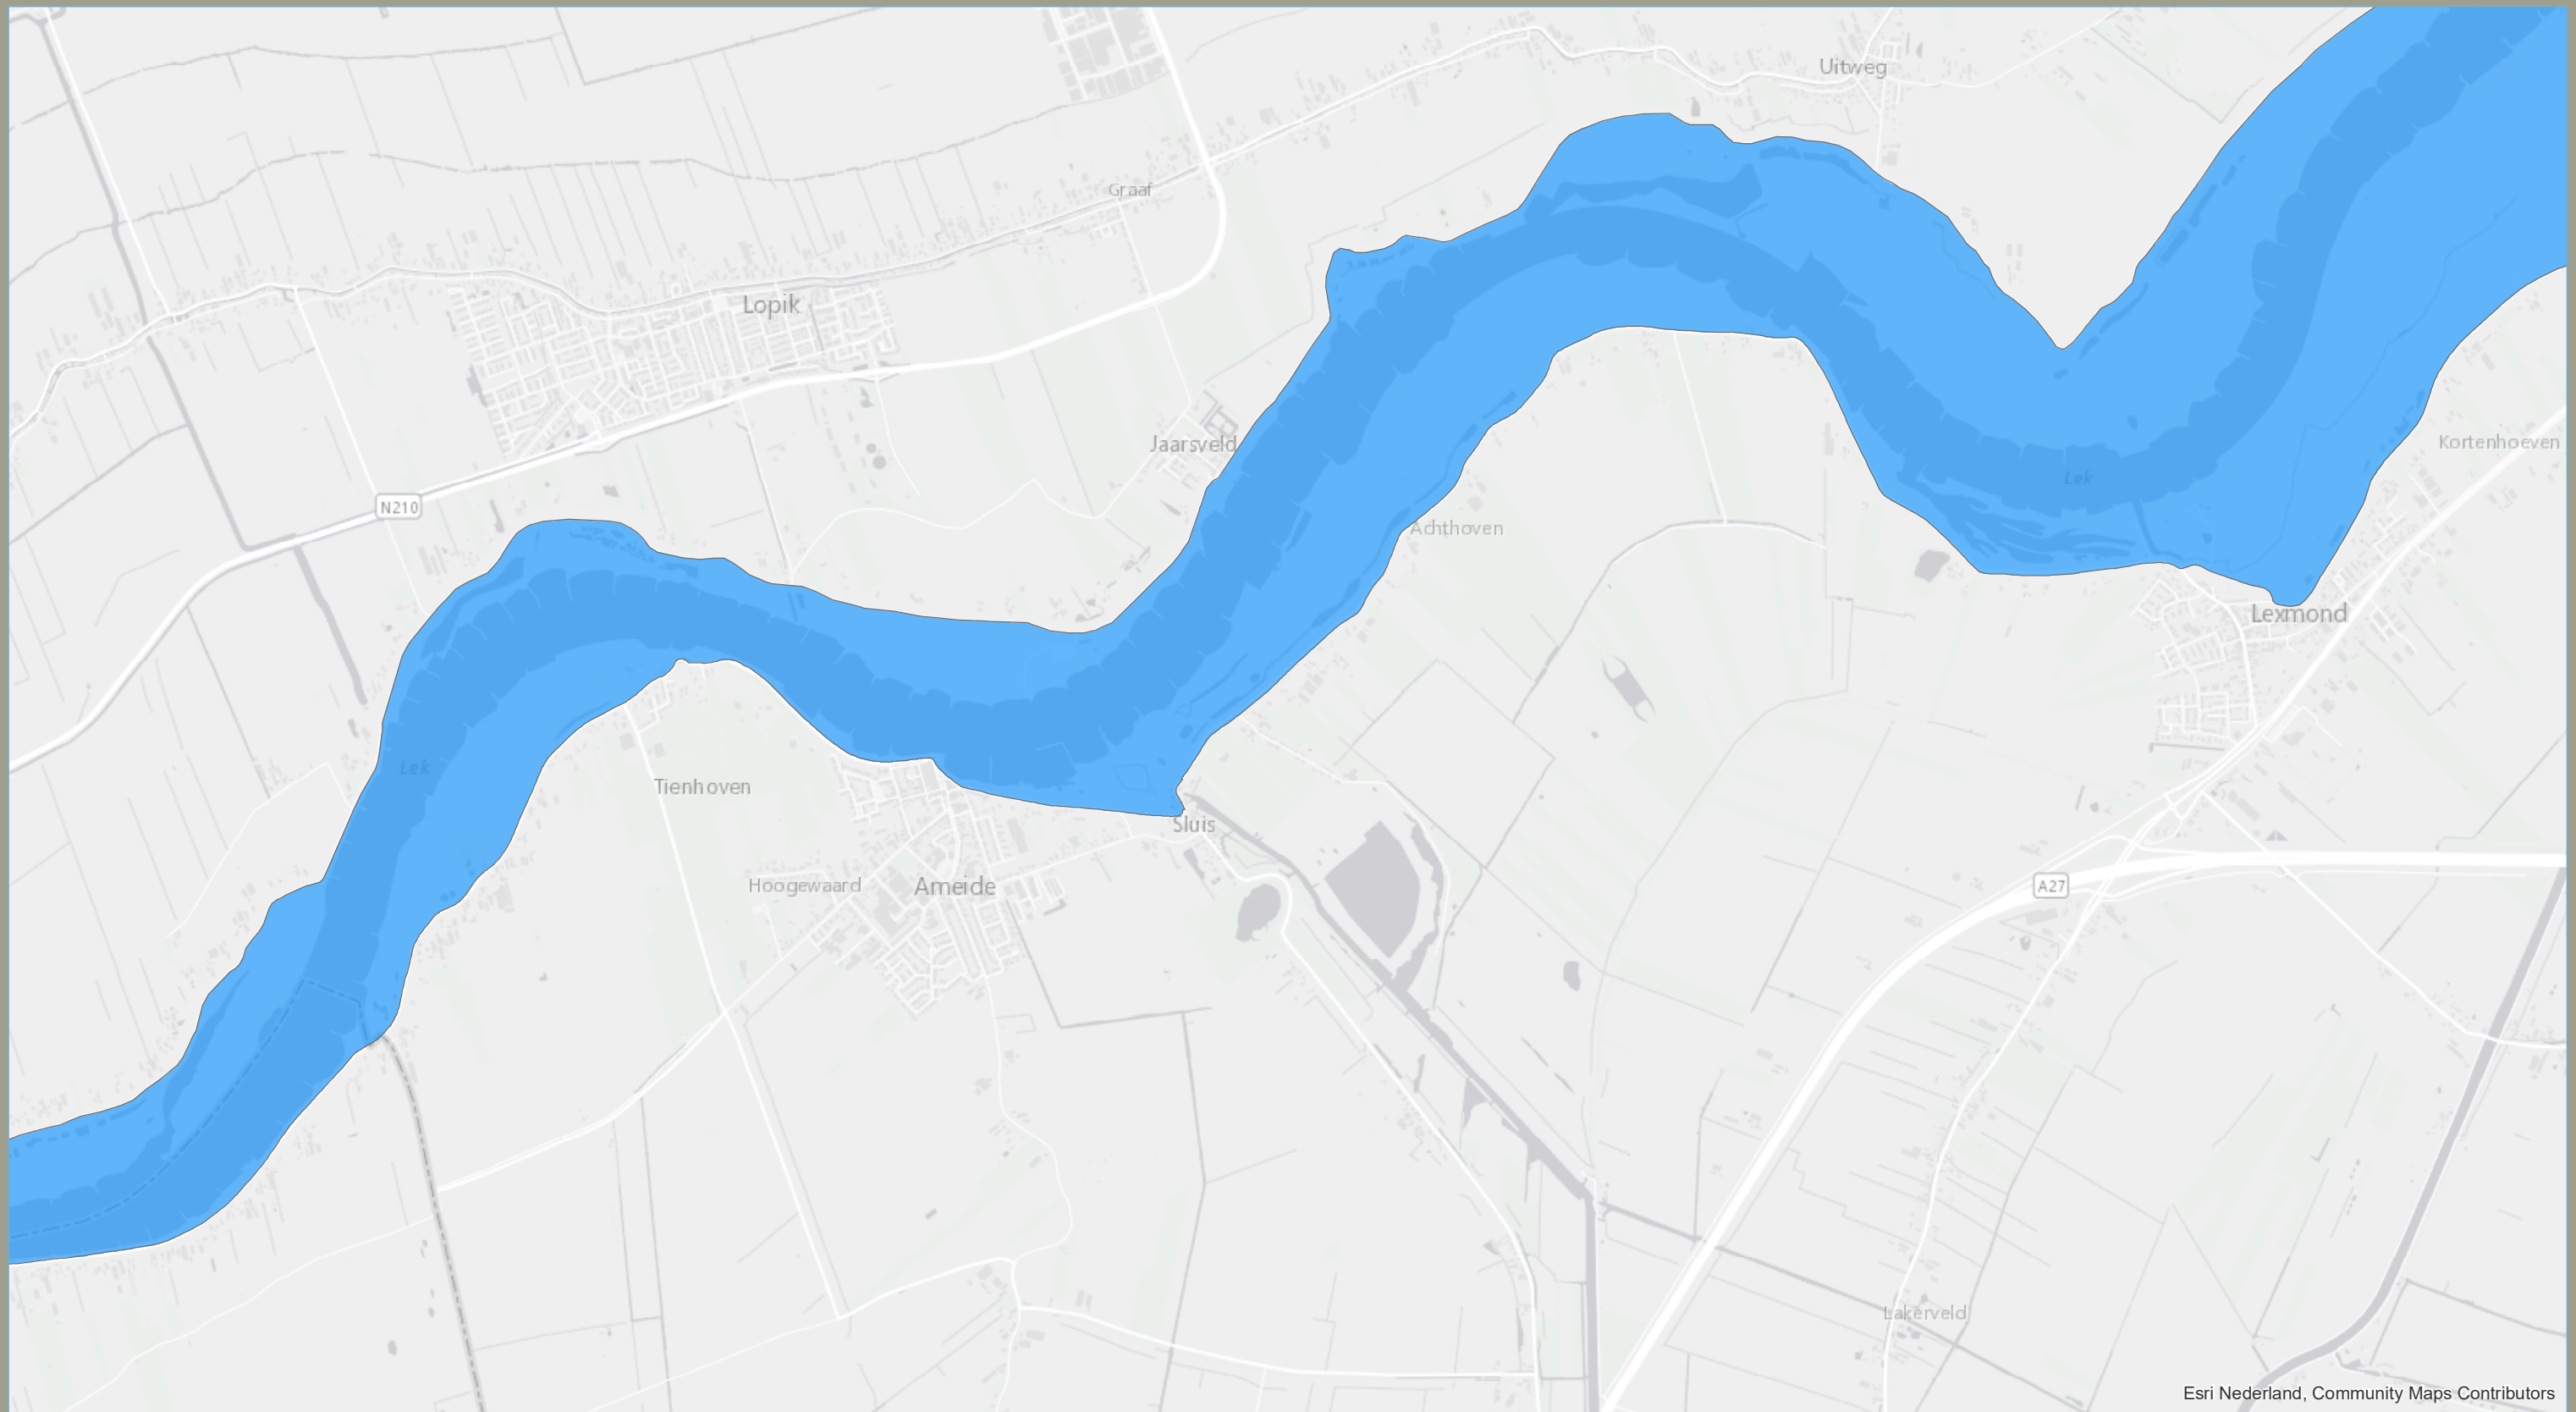 Uitweg
Graaf
Lopik
Jaarsveld
Kortenhoeven
Lek
N210
Achthoven
Lexmond
Lek
Tienhoven
Sluis
Hoogewaard
Ameide
A27
Lakerveld
Esri Nederland, Community Maps Contributors